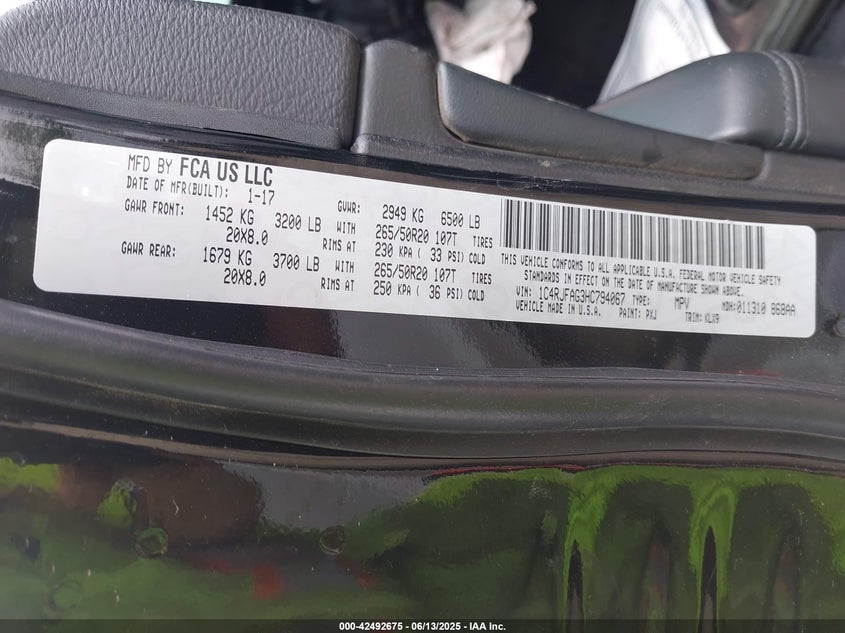 MFD BY FCA US LLC
DATE OF MFR(BUILT): 1-17
GVWR: 2949 KG 6500 LB
GAWR FRONT: 1452 KG 3200 LB WITH 265/50R20 107T TIRES
20X8.0 RIMS AT 230 KPA ( 33 PSI) COLD
GAWR REAR: 1679 KG 3700 LB WITH 265/50R20 107T TIRES
20X8.0 RIMS AT 250 KPA ( 36 PSI) COLD
THIS VEHICLE CONFORMS TO ALL APPLICABLE U.S.A. FEDERAL MOTOR VEHICLE SAFETY
STANDARDS IN EFFECT ON THE DATE OF MANUFACTURE SHOWN ABOVE.
VIN: 1C4RJFAG3HC794067 TYPE: MPV MDH:011310 868AA
VEHICLE MADE IN U.S.A. PAINT: PXJ TRIM: KLX9
000-42492675 - 06/13/2025 - IAA Inc.